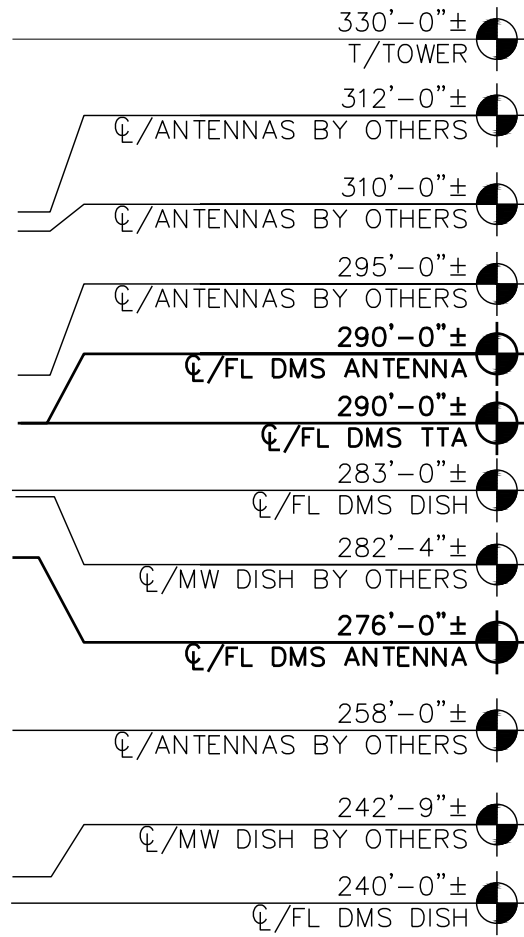 330'-0"±
T/TOWER
312'-0"±
℄/ANTENNAS BY OTHERS
310'-0"±
℄/ANTENNAS BY OTHERS
295'-0"±
℄/ANTENNAS BY OTHERS
290'-0"±
℄/FL DMS ANTENNA
290'-0"±
℄/FL DMS TTA
283'-0"±
℄/FL DMS DISH
282'-4"±
℄/MW DISH BY OTHERS
276'-0"±
℄/FL DMS ANTENNA
258'-0"±
℄/ANTENNAS BY OTHERS
242'-9"±
℄/MW DISH BY OTHERS
240'-0"±
℄/FL DMS DISH